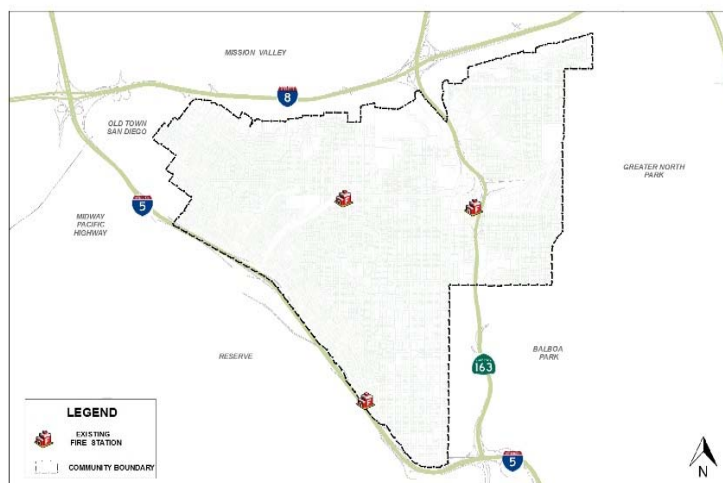 MISSION VALLEY
8
OLD TOWN
SAN DIEGO
GREATER NORTH
PARK
5
MIDWAY
PACIFIC
HIGHWAY
RESERVE
BALBOA
PARK
163
LEGEND
EXISTING
FIRE STATION
COMMUNITY BOUNDARY
5
N